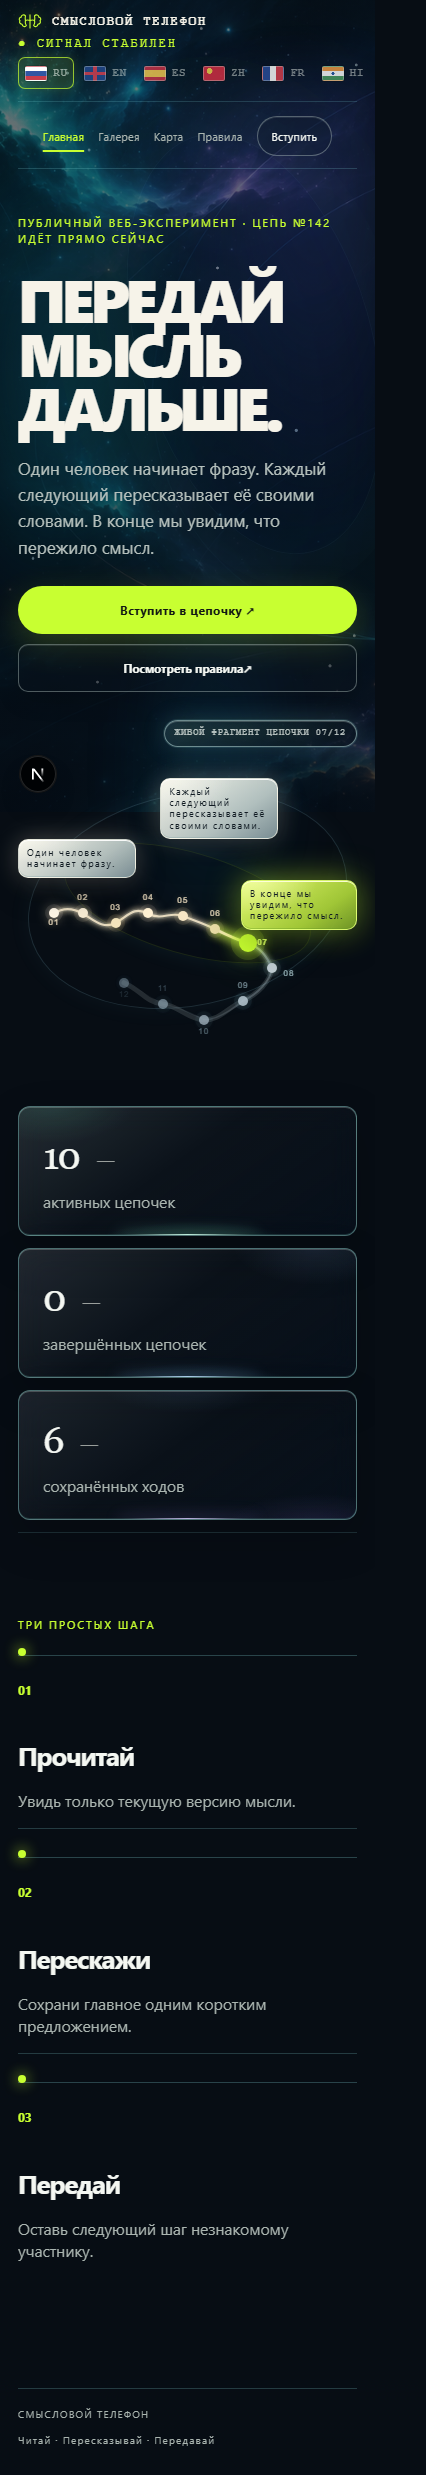 СМЫСЛОВОЙ ТЕЛЕФОН
СИГНАЛ СТАБИЛЕН
RU EN ES ZH FR HI
Главная Галерея Карта Правила Вступить
ПУБЛИЧНЫЙ ВЕБ-ЭКСПЕРИМЕНТ · ЦЕПЬ №142
ИДЁТ ПРЯМО СЕЙЧАС
ПЕРЕДАЙ
МЫСЛЬ
ДАЛЬШЕ.
Один человек начинает фразу. Каждый
следующий пересказывает её своими
словами. В конце мы увидим, что
пережило смысл.
Вступить в цепочку ↗
Посмотреть правила↗
ЖИВОЙ ФРАГМЕНТ ЦЕПОЧКИ 07/12
N
Каждый
следующий
пересказывает её
своими словами.
Один человек
начинает фразу.
В конце мы
увидим, что
пережило смысл.
01
02
03
04
05
06
07
08
09
10
11
12
10 —
активных цепочек
0 —
завершённых цепочек
6 —
сохранённых ходов
ТРИ ПРОСТЫХ ШАГА
01
Прочитай
Увидь только текущую версию мысли.
02
Перескажи
Сохрани главное одним коротким
предложением.
03
Передай
Оставь следующий шаг незнакомому
участнику.
СМЫСЛОВОЙ ТЕЛЕФОН
Читай · Пересказывай · Передавай